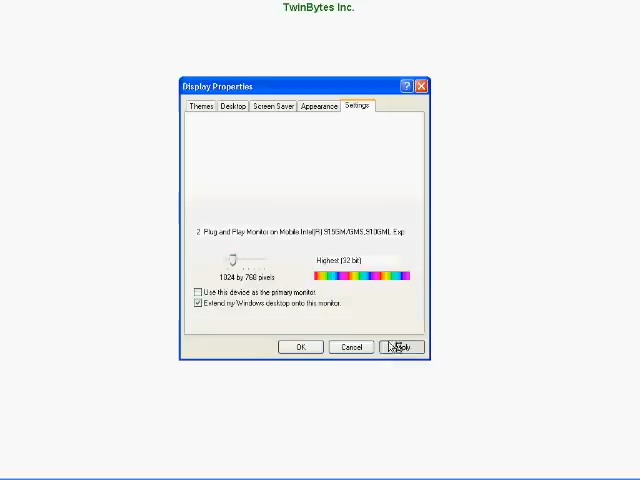 TwinBytes Inc.
Display Properties
Themes Desktop Screen Saver Appearance Settings
2. Plug and Play Monitor on Mobile Intel(R) 915GM/GMS,910GML Exp
Highest (32 bit)
1024 by 768 pixels
Use this device as the primary monitor.
Extend my Windows desktop onto this monitor.
OK Cancel